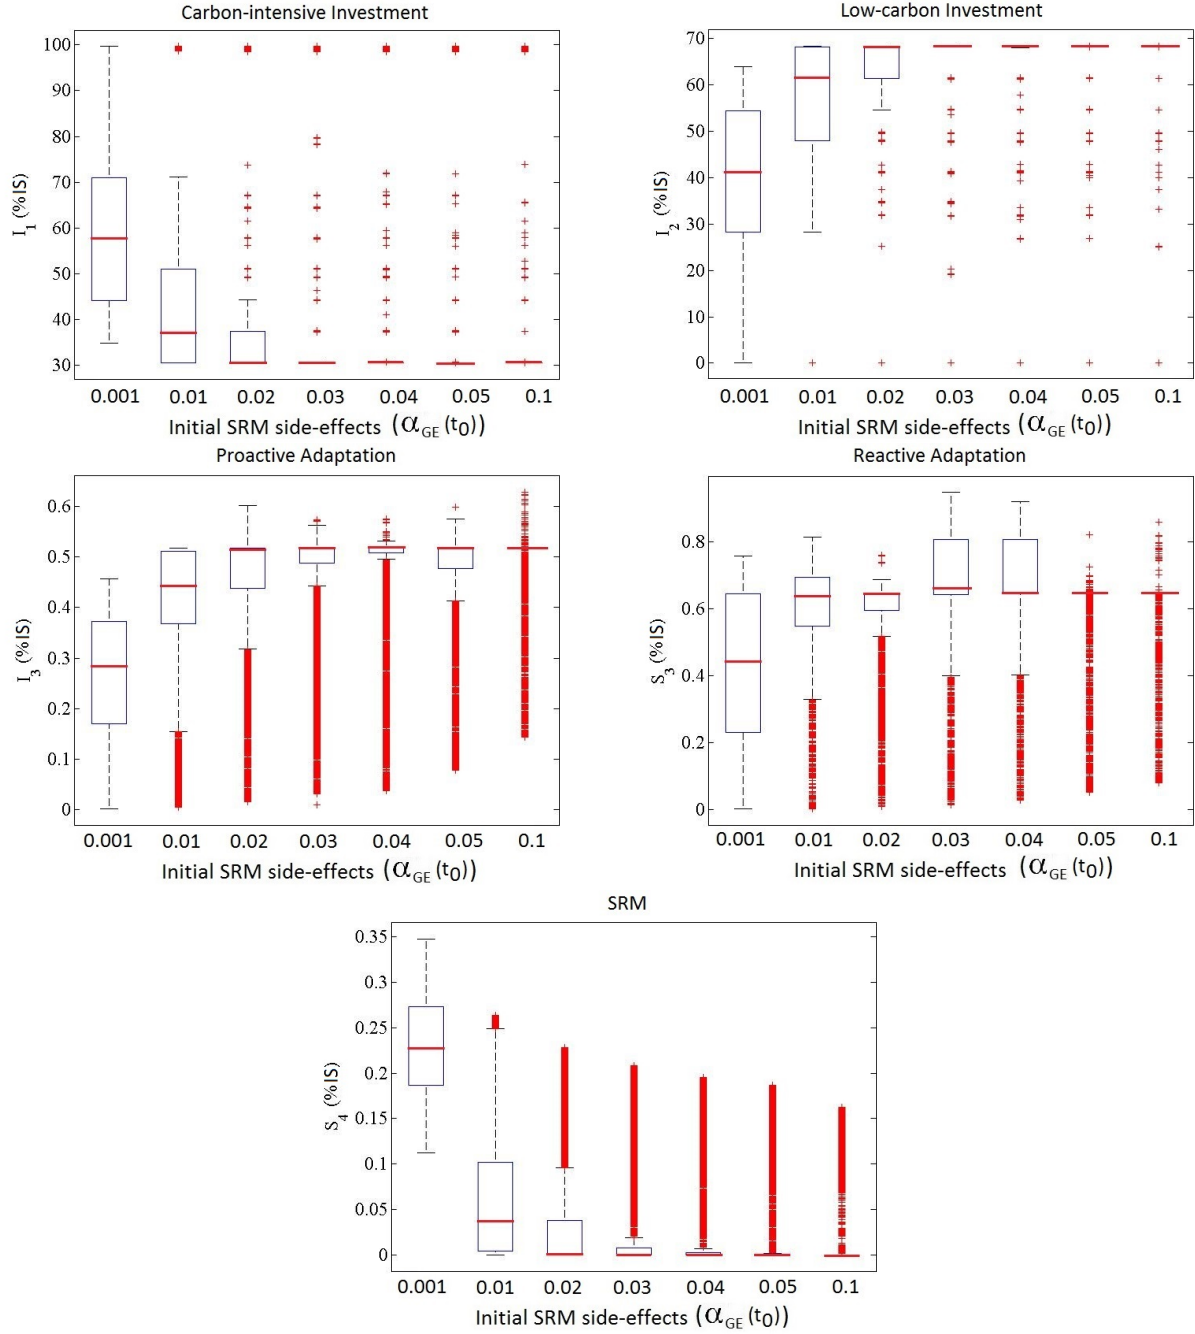 Carbon-intensive Investment
100
90
80
70
60
50
40
30
I1 (%IS)
0.001 0.01 0.02 0.03 0.04 0.05 0.1
Initial SRM side-effects (αGE (t0))
Low-carbon Investment
70
60
50
40
30
20
10
0
I2 (%IS)
0.001 0.01 0.02 0.03 0.04 0.05 0.1
Initial SRM side-effects (αGE (t0))
Proactive Adaptation
0.6
0.5
0.4
0.3
0.2
0.1
0
I3 (%IS)
0.001 0.01 0.02 0.03 0.04 0.05 0.1
Initial SRM side-effects (αGE (t0))
Reactive Adaptation
0.8
0.6
0.4
0.2
0
S3 (%IS)
0.001 0.01 0.02 0.03 0.04 0.05 0.1
Initial SRM side-effects (αGE (t0))
SRM
0.35
0.3
0.25
0.2
0.15
0.1
0.05
0
S4 (%IS)
0.001 0.01 0.02 0.03 0.04 0.05 0.1
Initial SRM side-effects (αGE (t0))